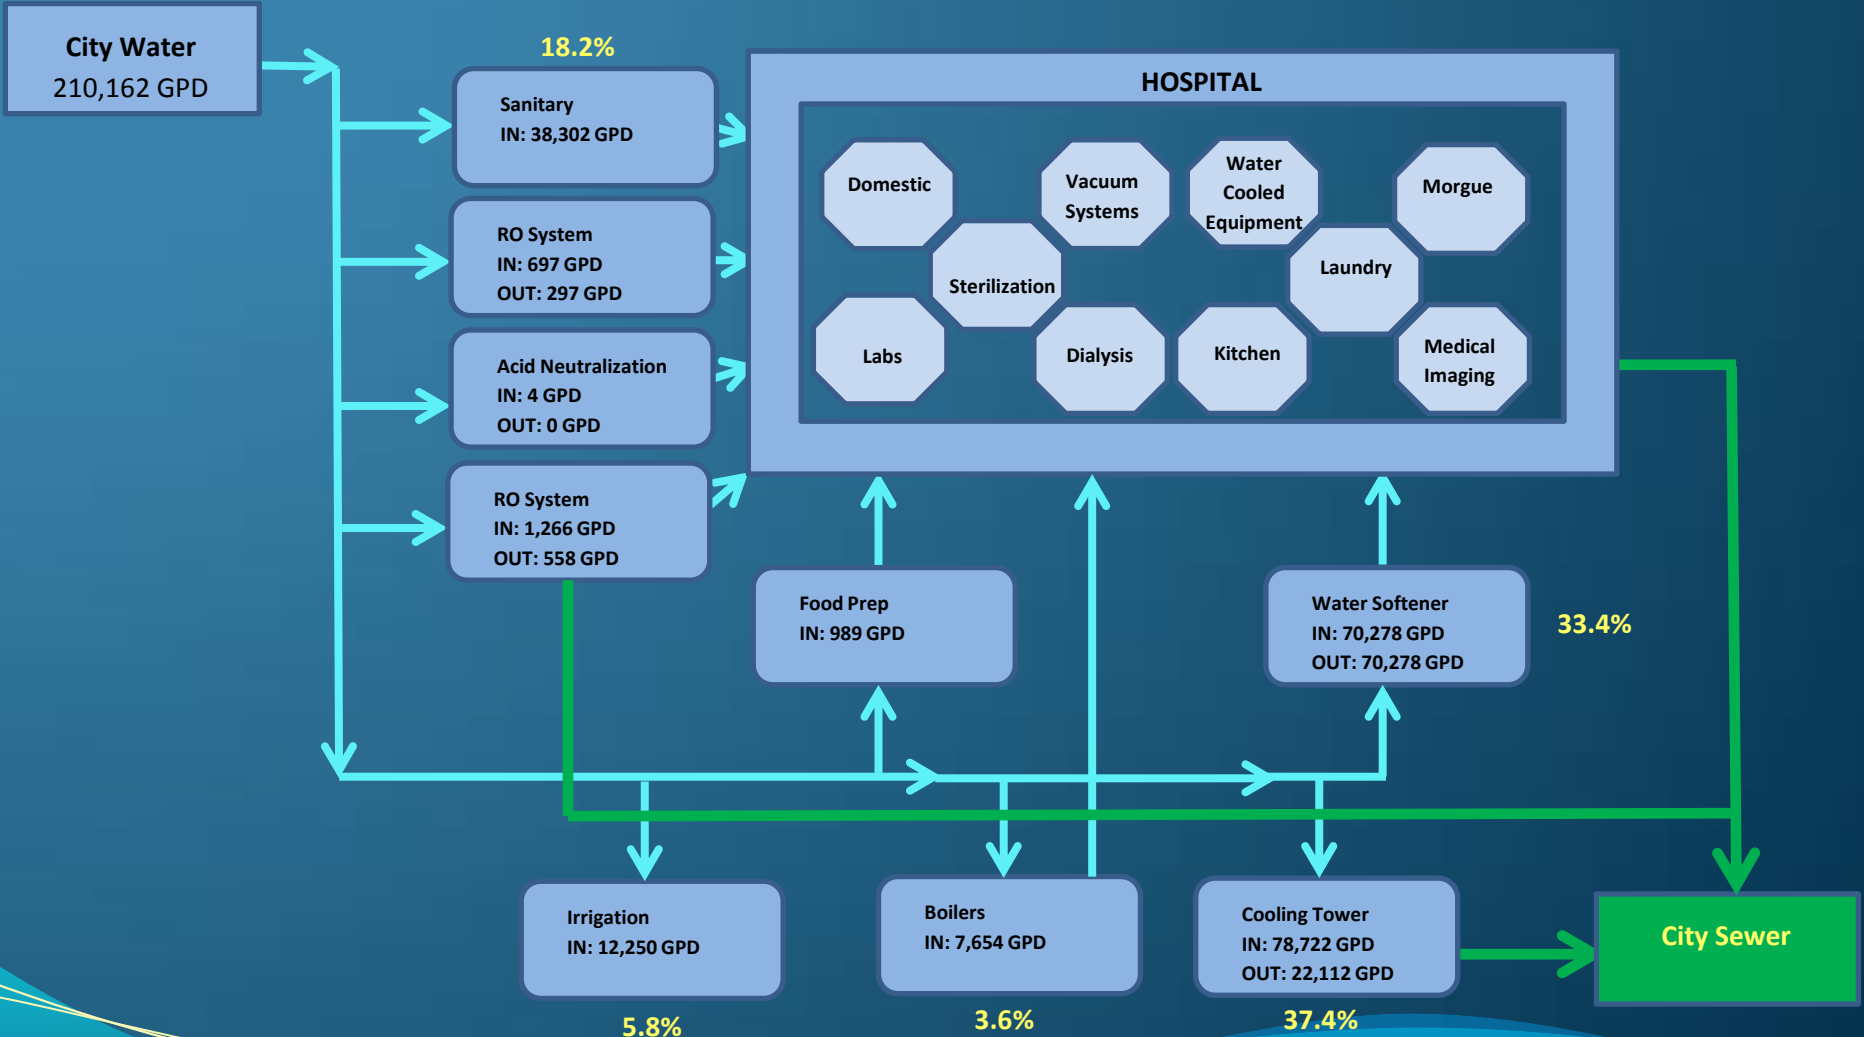 City Water
210,162 GPD
18.2%
Sanitary
IN: 38,302 GPD
RO System
IN: 697 GPD
OUT: 297 GPD
Acid Neutralization
IN: 4 GPD
OUT: 0 GPD
RO System
IN: 1,266 GPD
OUT: 558 GPD
HOSPITAL
Domestic
Vacuum
Systems
Water
Cooled
Equipment
Morgue
Sterilization
Laundry
Labs
Dialysis
Kitchen
Medical
Imaging
Food Prep
IN: 989 GPD
Water Softener
IN: 70,278 GPD
OUT: 70,278 GPD
33.4%
Irrigation
IN: 12,250 GPD
5.8%
Boilers
IN: 7,654 GPD
3.6%
Cooling Tower
IN: 78,722 GPD
OUT: 22,112 GPD
37.4%
City Sewer